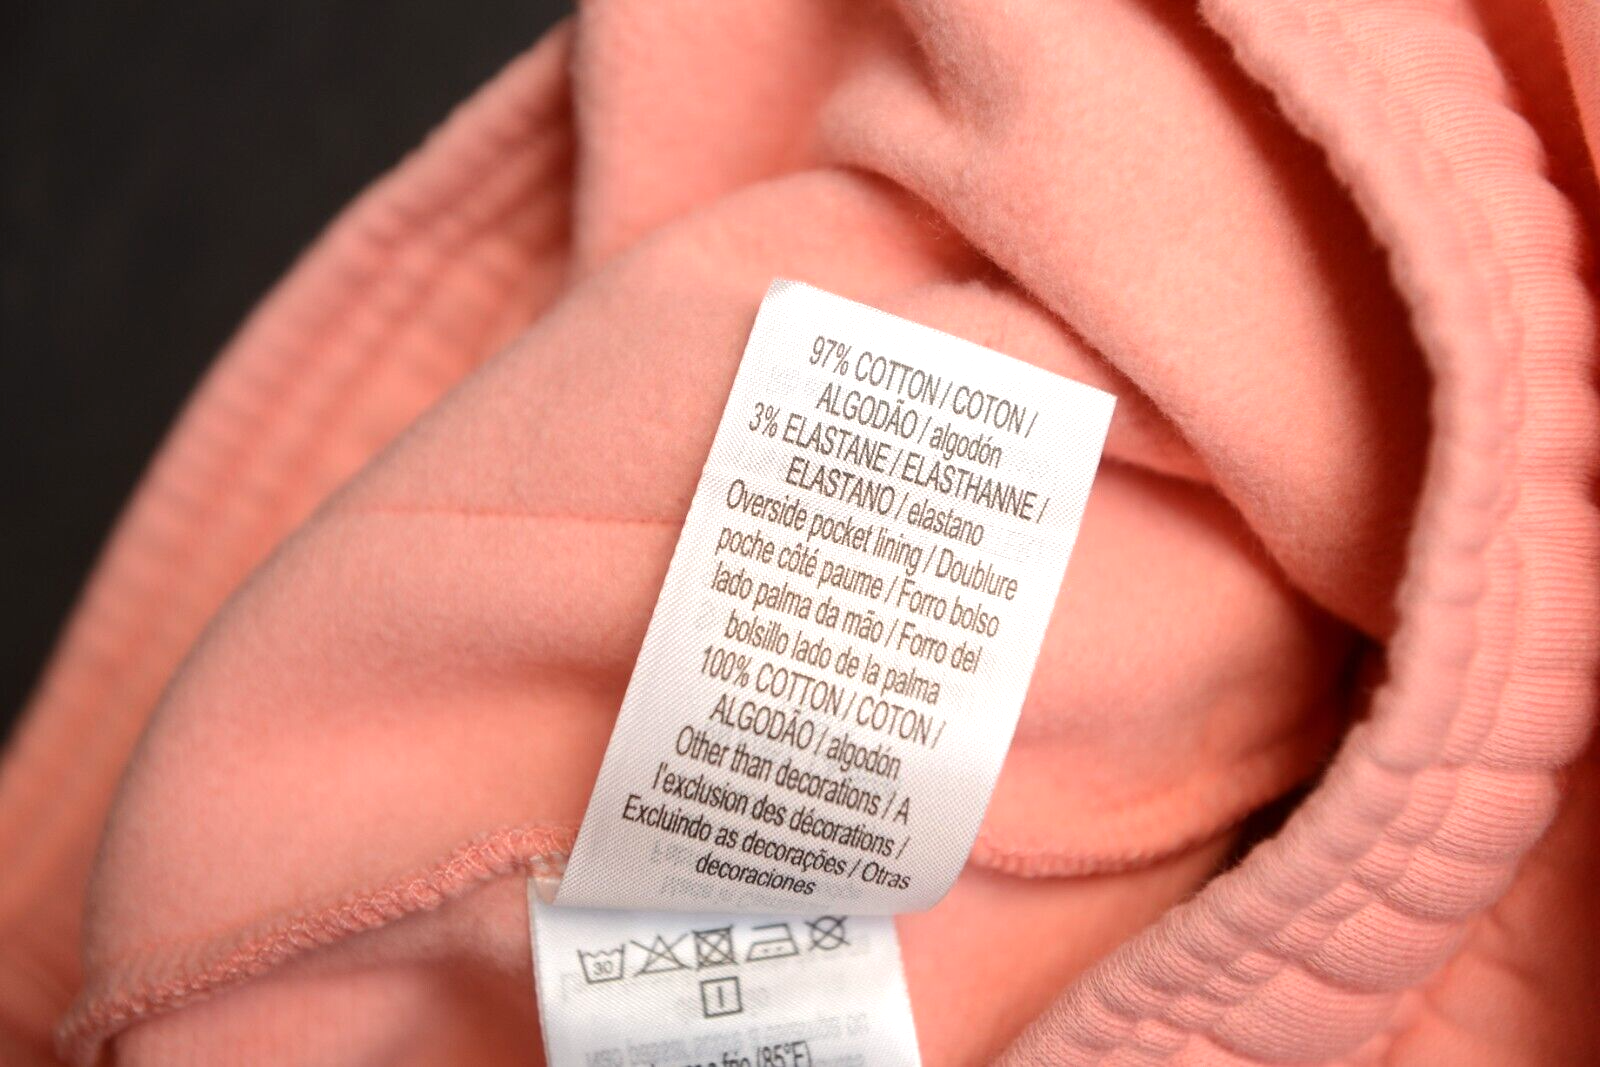 97% COTTON / COTON /
ALGODÃO / algodón
3% ELASTANE / ELASTHANNE /
ELASTANO / elastano
Overside pocket lining / Doublure
poche côté paume / Forro bolso
lado palma da mão / Forro del
bolsillo lado de la palma
100% COTTON / COTON /
ALGODÃO / algodón
Other than decorations / A
l'exclusion des décorations /
Excluindo as decorações / Otras
decoraciones
30
(85°F)